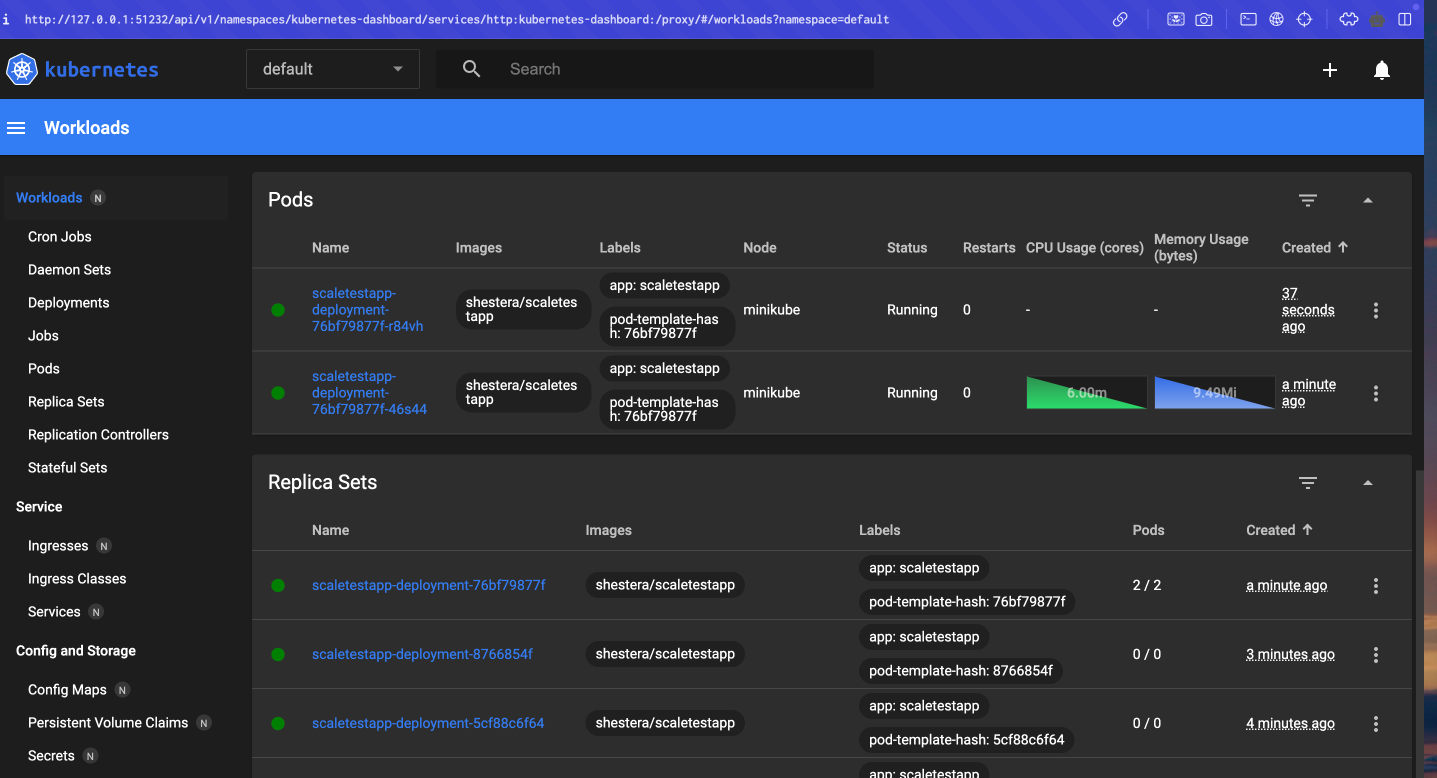 http://127.0.0.1:51232/api/v1/namespaces/kubernetes-dashboard/services/http:kubernetes-dashboard:/proxy/#/workloads?namespace=default
kubernetes
default
Search
Workloads
Workloads N
Cron Jobs
Daemon Sets
Deployments
Jobs
Pods
Replica Sets
Replication Controllers
Stateful Sets
Service
Ingresses N
Ingress Classes
Services N
Config and Storage
Config Maps N
Persistent Volume Claims N
Secrets N
Pods
Name Images Labels Node Status Restarts CPU Usage (cores) Memory Usage
(bytes) Created
scaletestapp-
deployment-
76bf79877f-r84vh
shestera/scaletes
tapp
app: scaletestapp
pod-template-has
h: 76bf79877f
minikube
Running
0
-
-
37
seconds
ago
scaletestapp-
deployment-
76bf79877f-46s44
shestera/scaletes
tapp
app: scaletestapp
pod-template-has
h: 76bf79877f
minikube
Running
0
6.00m
9.49Mi
a minute
ago
Replica Sets
Name Images Labels Pods Created
scaletestapp-deployment-76bf79877f
shestera/scaletestapp
app: scaletestapp
pod-template-hash: 76bf79877f
2 / 2
a minute ago
scaletestapp-deployment-8766854f
shestera/scaletestapp
app: scaletestapp
pod-template-hash: 8766854f
0 / 0
3 minutes ago
scaletestapp-deployment-5cf88c6f64
shestera/scaletestapp
app: scaletestapp
pod-template-hash: 5cf88c6f64
0 / 0
4 minutes ago
app: scaletestapp